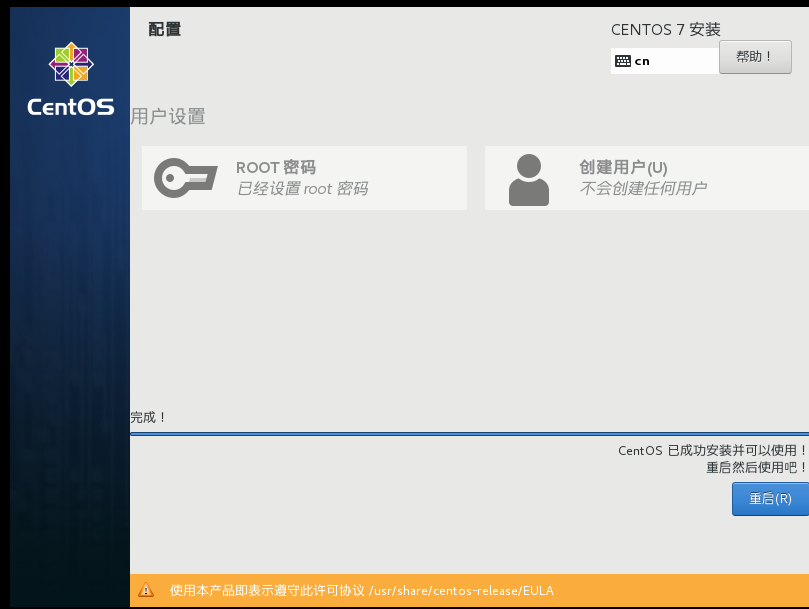 配置
CENTOS 7 安装
cn
帮助！
CentOS
用户设置
ROOT 密码
已经设置 root 密码
创建用户(U)
不会创建任何用户
完成！
CentOS 已成功安装并可以使用！
重启然后使用吧！
重启(R)
使用本产品即表示遵守此许可协议 /usr/share/centos-release/EULA